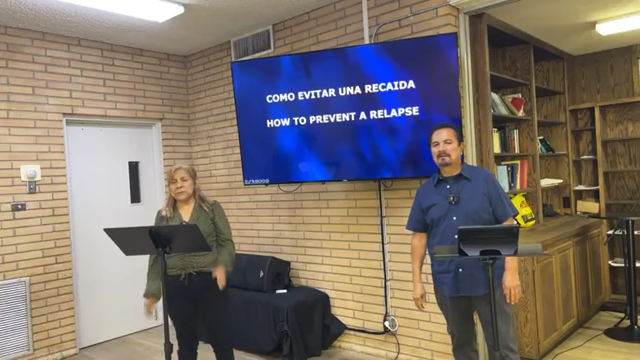 COMO EVITAR UNA RECAIDA
HOW TO PREVENT A RELAPSE